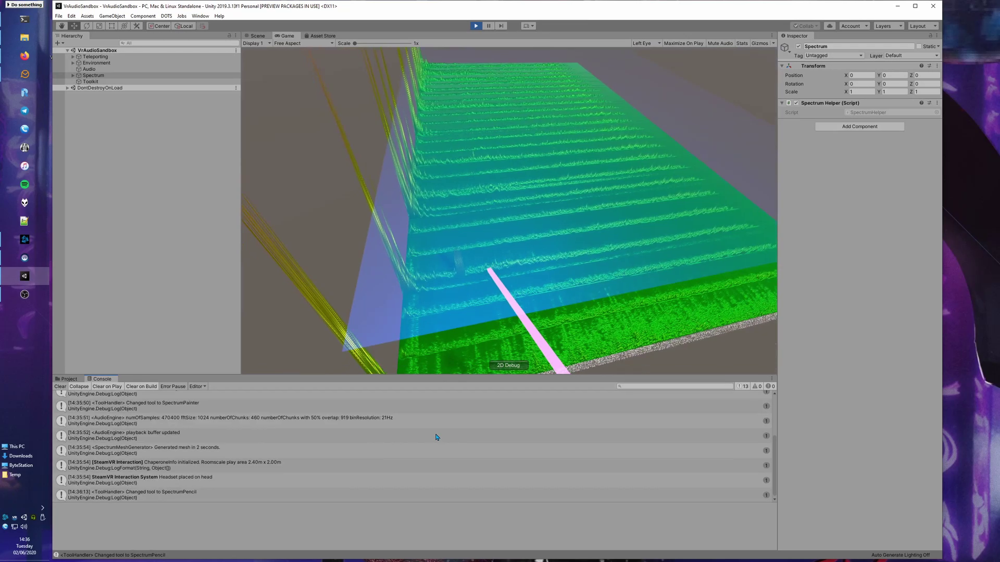 Do something
VrAudioSandbox - VrAudioSandbox - PC, Mac & Linux Standalone - Unity 2019.3.13f1 Personal [PREVIEW PACKAGES IN USE] <DX11>
File Edit Assets GameObject Component DOTS Jobs Window Help
Center Local Collab Account Layers Layout
Hierarchy Scene Game Asset Store Inspector
All Display 1 Free Aspect Scale 1x Left Eye Maximize On Play Mute Audio Stats Gizmos
Spectrum Static
VrAudioSandbox
Tag Untagged Layer Default
Teleporting
Environment
Transform
Audio
Spectrum
Position X 0 Y 0 Z 0
Toolkit
Rotation X 0 Y 0 Z 0
DontDestroyOnLoad
Scale X 1 Y 1 Z 1
Spectrum Helper (Script)
Script SpectrumHelper
Add Component
2D Debug
Project Console
Clear Collapse Clear on Play Clear on Build Error Pause Editor 13 0 0
UnityEngine.Debug:Log(Object)
[14:35:50] <ToolHandler> Changed tool to SpectrumPainter
UnityEngine.Debug:Log(Object) 1
[14:35:51] <AudioEngine> numOfSamples: 470400 fftSize: 1024 numberOfChunks: 460 numberOfChunks with 50% overlap: 919 binResolution: 21Hz
UnityEngine.Debug:Log(Object) 1
[14:35:52] <AudioEngine> playback buffer updated
UnityEngine.Debug:Log(Object) 1
[14:35:54] <SpectrumMeshGenerator> Generated mesh in 2 seconds.
UnityEngine.Debug:Log(Object) 1
[14:35:54] [SteamVR Interaction] ChaperoneInfo initialized. Roomscale play area 2.40m x 2.00m
UnityEngine.Debug:LogFormat(String, Object[]) 1
[14:35:54] SteamVR Interaction System Headset placed on head
UnityEngine.Debug:Log(Object) 1
[14:36:13] <ToolHandler> Changed tool to SpectrumPencil
UnityEngine.Debug:Log(Object) 1
This PC
Downloads
ByteStation
Temp
14:36
Tuesday
02/06/2020
<ToolHandler> Changed tool to SpectrumPencil
Auto Generate Lighting Off